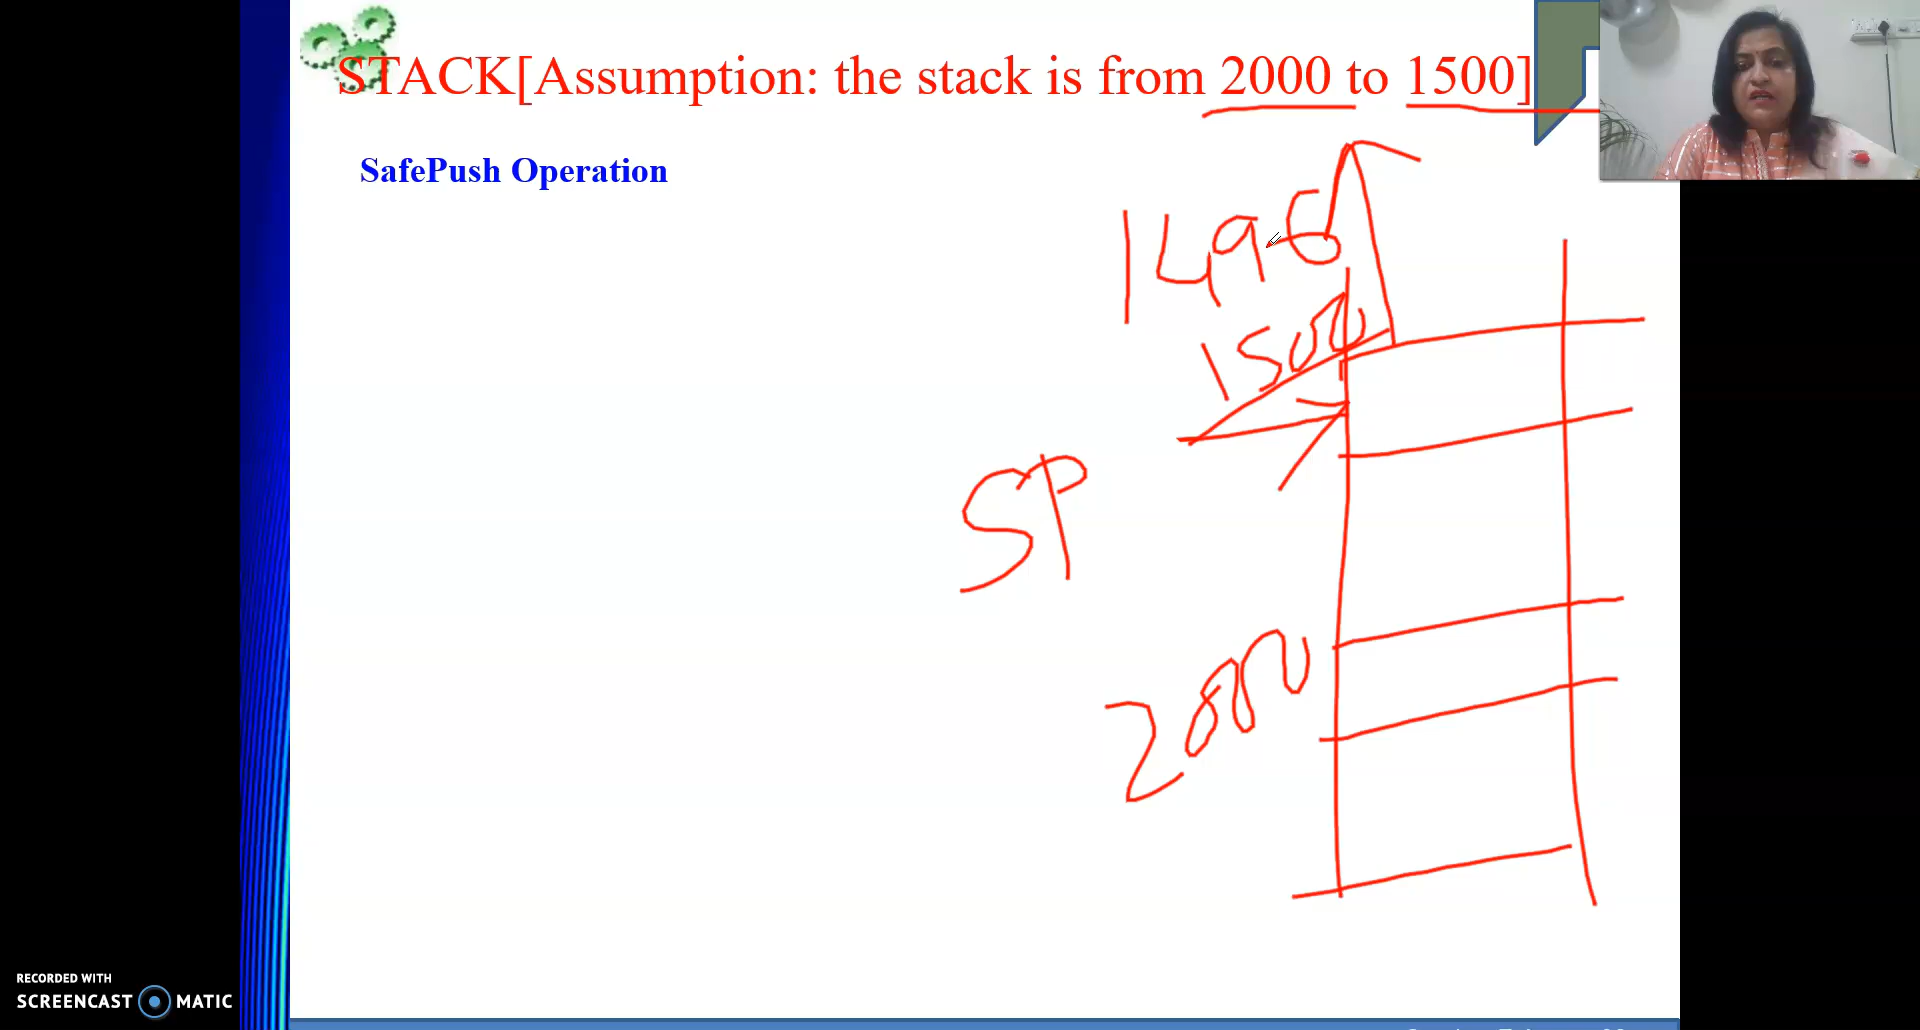 STACK[Assumption: the stack is from 2000 to 1500]
SafePush Operation
1496
1500
SP
2000
RECORDED WITH
SCREENCAST MATIC